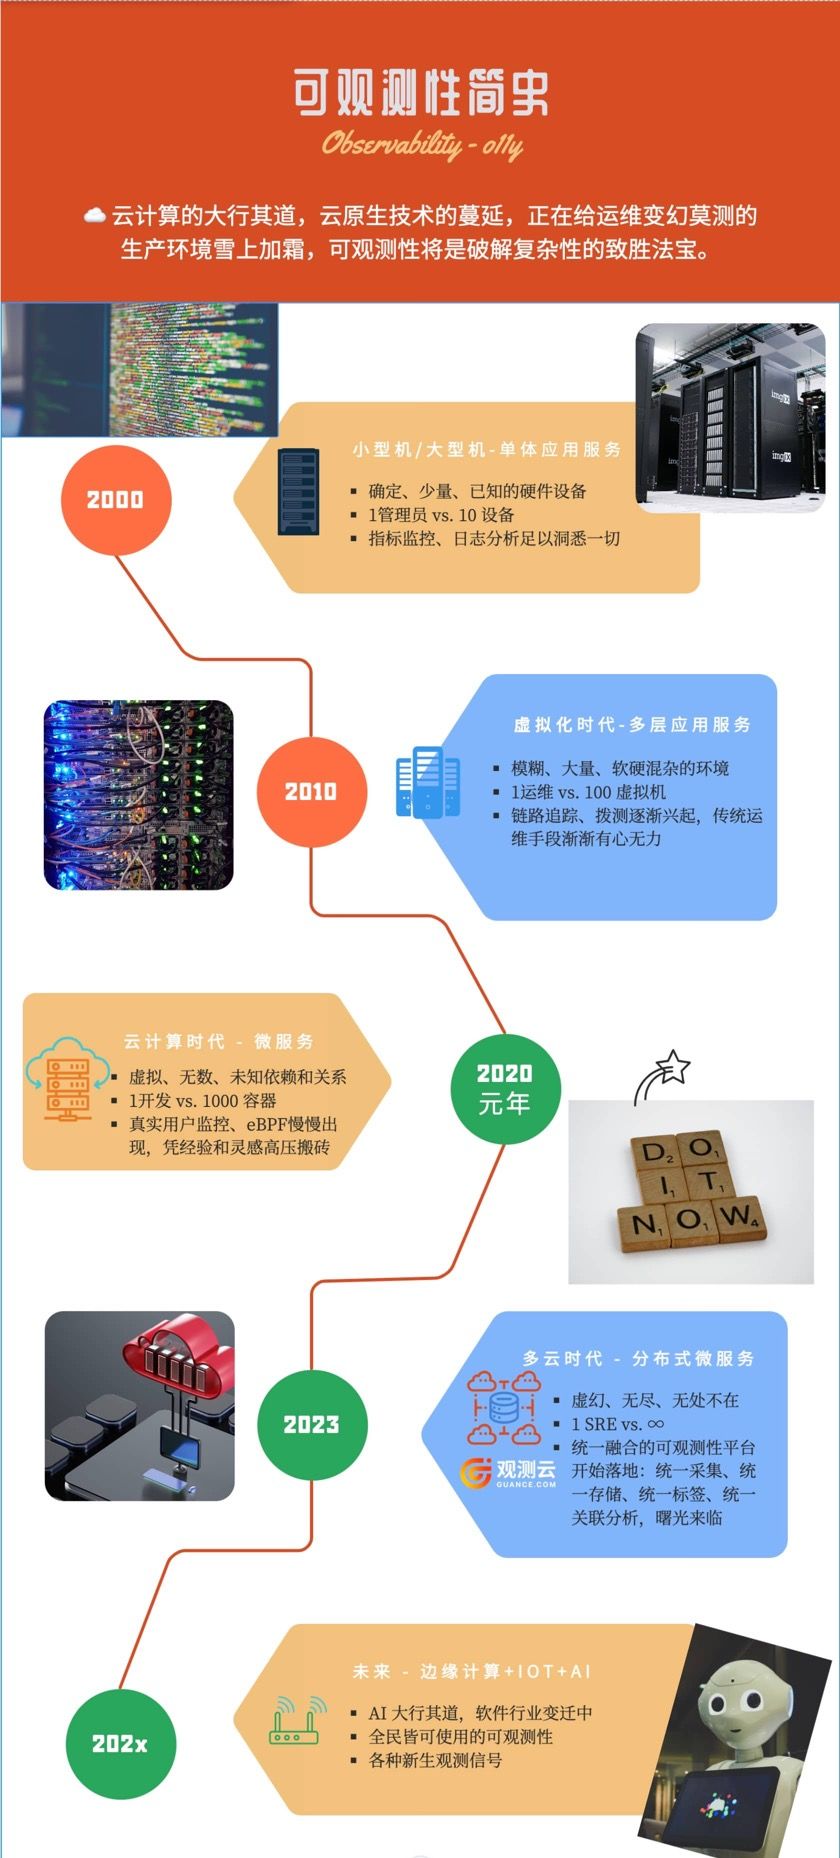 可观测性简史
Observability - o11y
☁️ 云计算的大行其道，云原生技术的蔓延，正在给运维变幻莫测的
生产环境雪上加霜，可观测性将是破解复杂性的致胜法宝。
imgix
imgix
2000
小型机/大型机-单体应用服务
▪ 确定、少量、已知的硬件设备
▪ 1管理员 vs. 10 设备
▪ 指标监控、日志分析足以洞悉一切
2010
虚拟化时代-多层应用服务
▪ 模糊、大量、软硬混杂的环境
▪ 1运维 vs. 100 虚拟机
▪ 链路追踪、拨测逐渐兴起，传统运
维手段渐渐有心无力
云计算时代 - 微服务
▪ 虚拟、无数、未知依赖和关系
▪ 1开发 vs. 1000 容器
▪ 真实用户监控、eBPF慢慢出
现，凭经验和灵感高压搬砖
2020
元年
D2 O1
I1 T1
N1 O1 W4
2023
多云时代 - 分布式微服务
▪ 虚幻、无尽、无处不在
▪ 1 SRE vs. ∞
▪ 统一融合的可观测性平台
开始落地：统一采集、统
一存储、统一标签、统一
关联分析，曙光来临
观测云
GUANCE.COM
202x
未来 - 边缘计算+IOT+AI
▪ AI 大行其道，软件行业变迁中
▪ 全民皆可使用的可观测性
▪ 各种新生观测信号